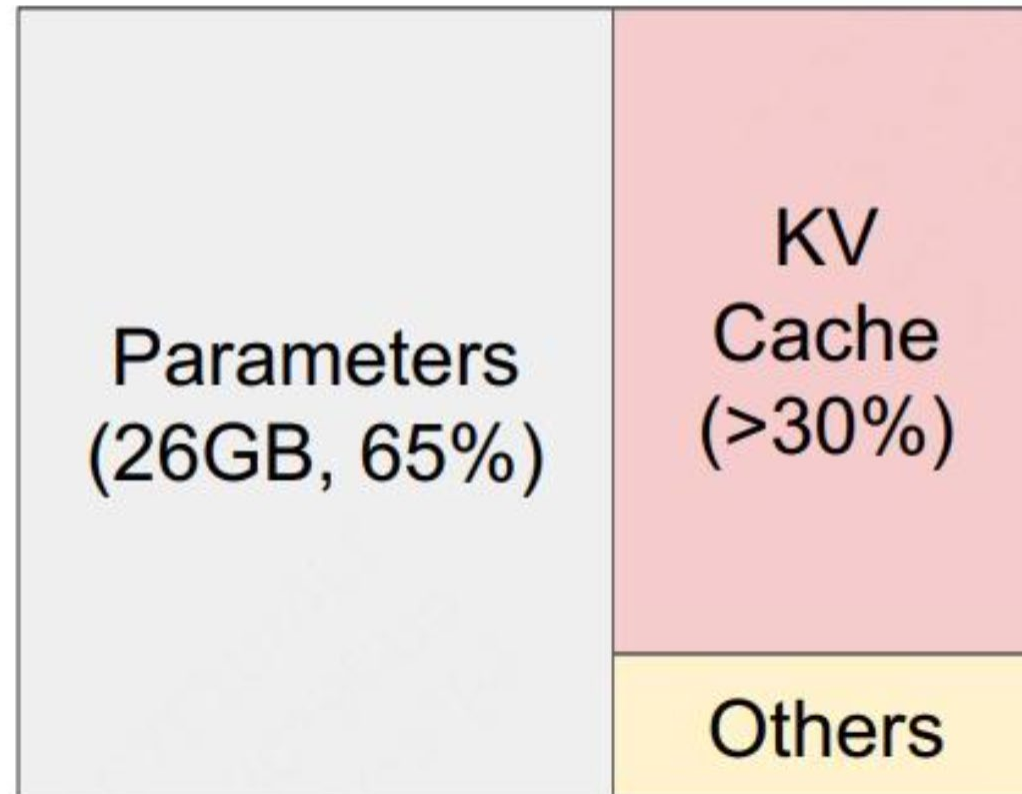 Parameters
(26GB, 65%)
KV
Cache
(>30%)
Others